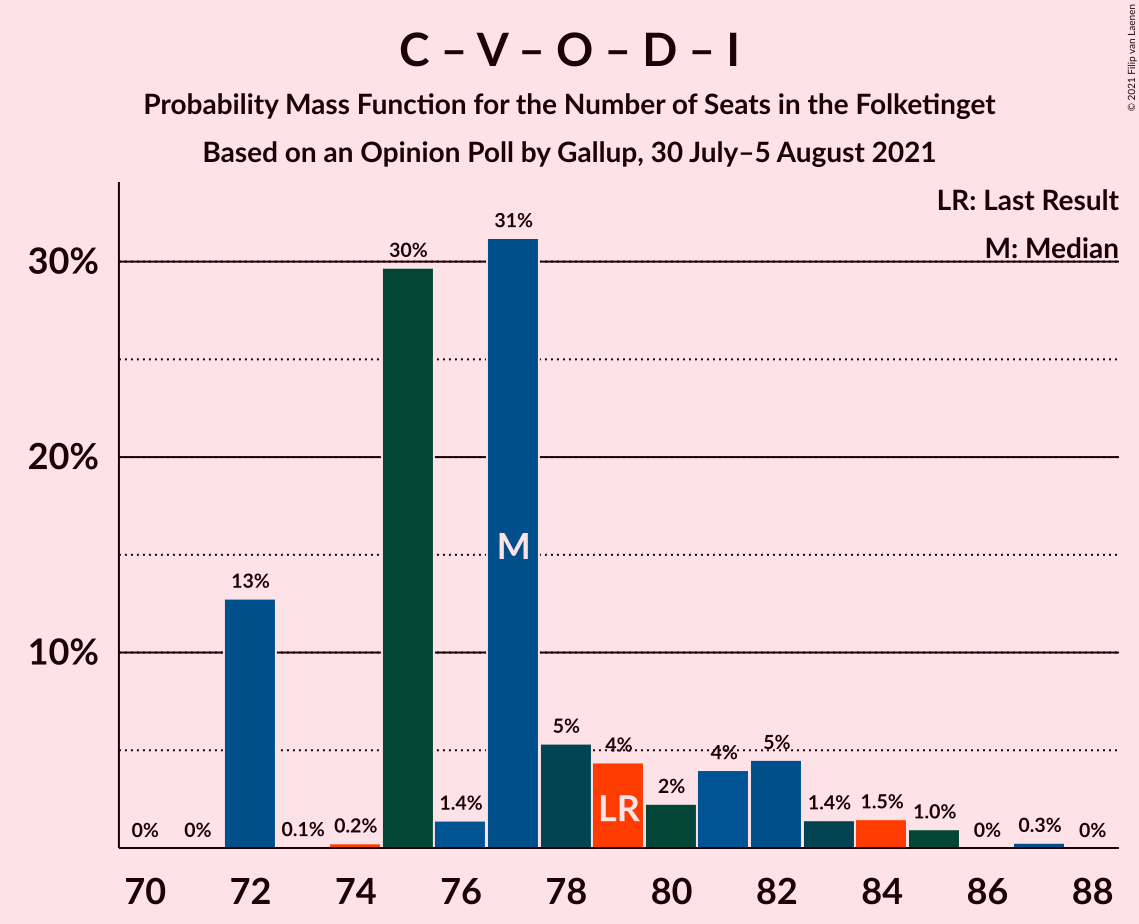 C – V – O – D – I
Probability Mass Function for the Number of Seats in the Folketinget
Based on an Opinion Poll by Gallup, 30 July–5 August 2021
© 2021 Filip van Laenen
LR: Last Result
M: Median
30%
20%
10%
0%
0%
13%
0.1%
0.2%
30%
1.4%
31%
5%
4%
2%
4%
5%
1.4%
1.5%
1.0%
0%
0.3%
0%
M
LR
70 72 74 76 78 80 82 84 86 88